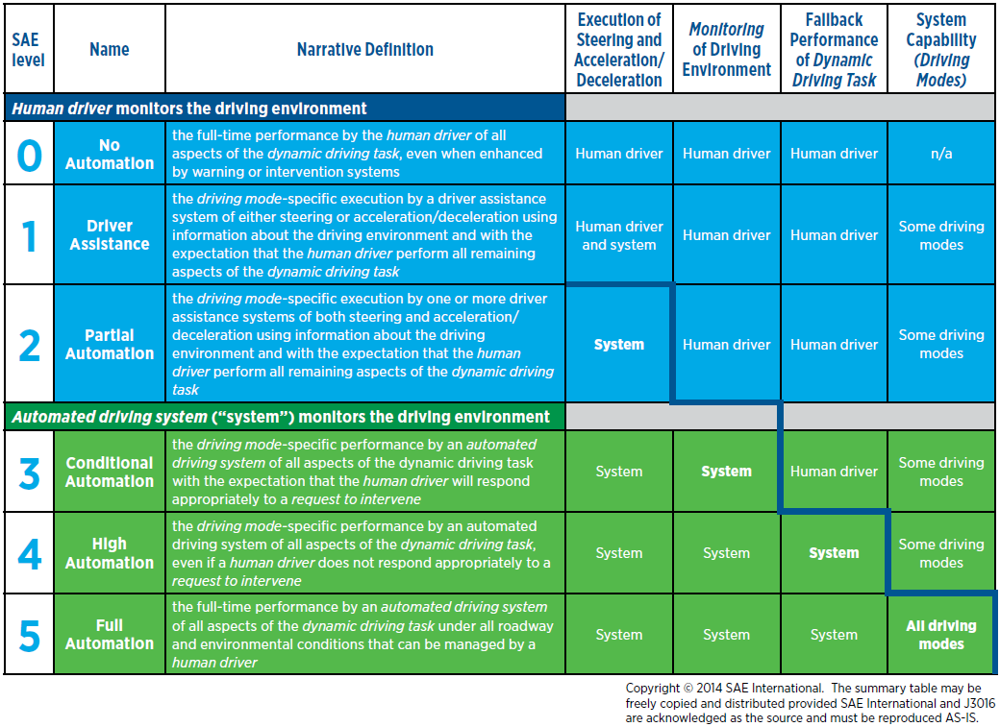 SAE
level
Name
Narrative Definition
Execution of
Steering and
Acceleration/
Deceleration
Monitoring
of Driving
Environment
Fallback
Performance
of Dynamic
Driving Task
System
Capability
(Driving
Modes)
Human driver monitors the driving environment
0
No
Automation
the full-time performance by the human driver of all
aspects of the dynamic driving task, even when enhanced
by warning or intervention systems
Human driver
Human driver
Human driver
n/a
1
Driver
Assistance
the driving mode-specific execution by a driver assistance
system of either steering or acceleration/deceleration using
information about the driving environment and with the
expectation that the human driver perform all remaining
aspects of the dynamic driving task
Human driver
and system
Human driver
Human driver
Some driving
modes
2
Partial
Automation
the driving mode-specific execution by one or more driver
assistance systems of both steering and acceleration/
deceleration using information about the driving
environment and with the expectation that the human
driver perform all remaining aspects of the dynamic driving
task
System
Human driver
Human driver
Some driving
modes
Automated driving system (“system”) monitors the driving environment
3
Conditional
Automation
the driving mode-specific performance by an automated
driving system of all aspects of the dynamic driving task
with the expectation that the human driver will respond
appropriately to a request to intervene
System
System
Human driver
Some driving
modes
4
High
Automation
the driving mode-specific performance by an automated
driving system of all aspects of the dynamic driving task,
even if a human driver does not respond appropriately to a
request to intervene
System
System
System
Some driving
modes
5
Full
Automation
the full-time performance by an automated driving system
of all aspects of the dynamic driving task under all roadway
and environmental conditions that can be managed by a
human driver
System
System
System
All driving
modes
Copyright © 2014 SAE International. The summary table may be
freely copied and distributed provided SAE International and J3016
are acknowledged as the source and must be reproduced AS-IS.